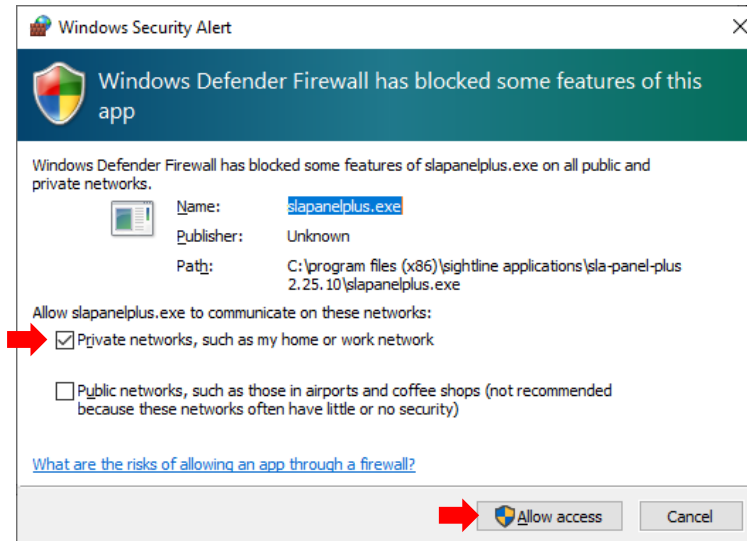 Windows Security Alert
Windows Defender Firewall has blocked some features of this
app
Windows Defender Firewall has blocked some features of slapanelplus.exe on all public and
private networks.
Name: slapanelplus.exe
Publisher: Unknown
Path: C:\program files (x86)\sightline applications\sla-panel-plus
2.25.10\slapanelplus.exe
Allow slapanelplus.exe to communicate on these networks:
Private networks, such as my home or work network
Public networks, such as those in airports and coffee shops (not recommended
because these networks often have little or no security)
What are the risks of allowing an app through a firewall?
Allow access Cancel